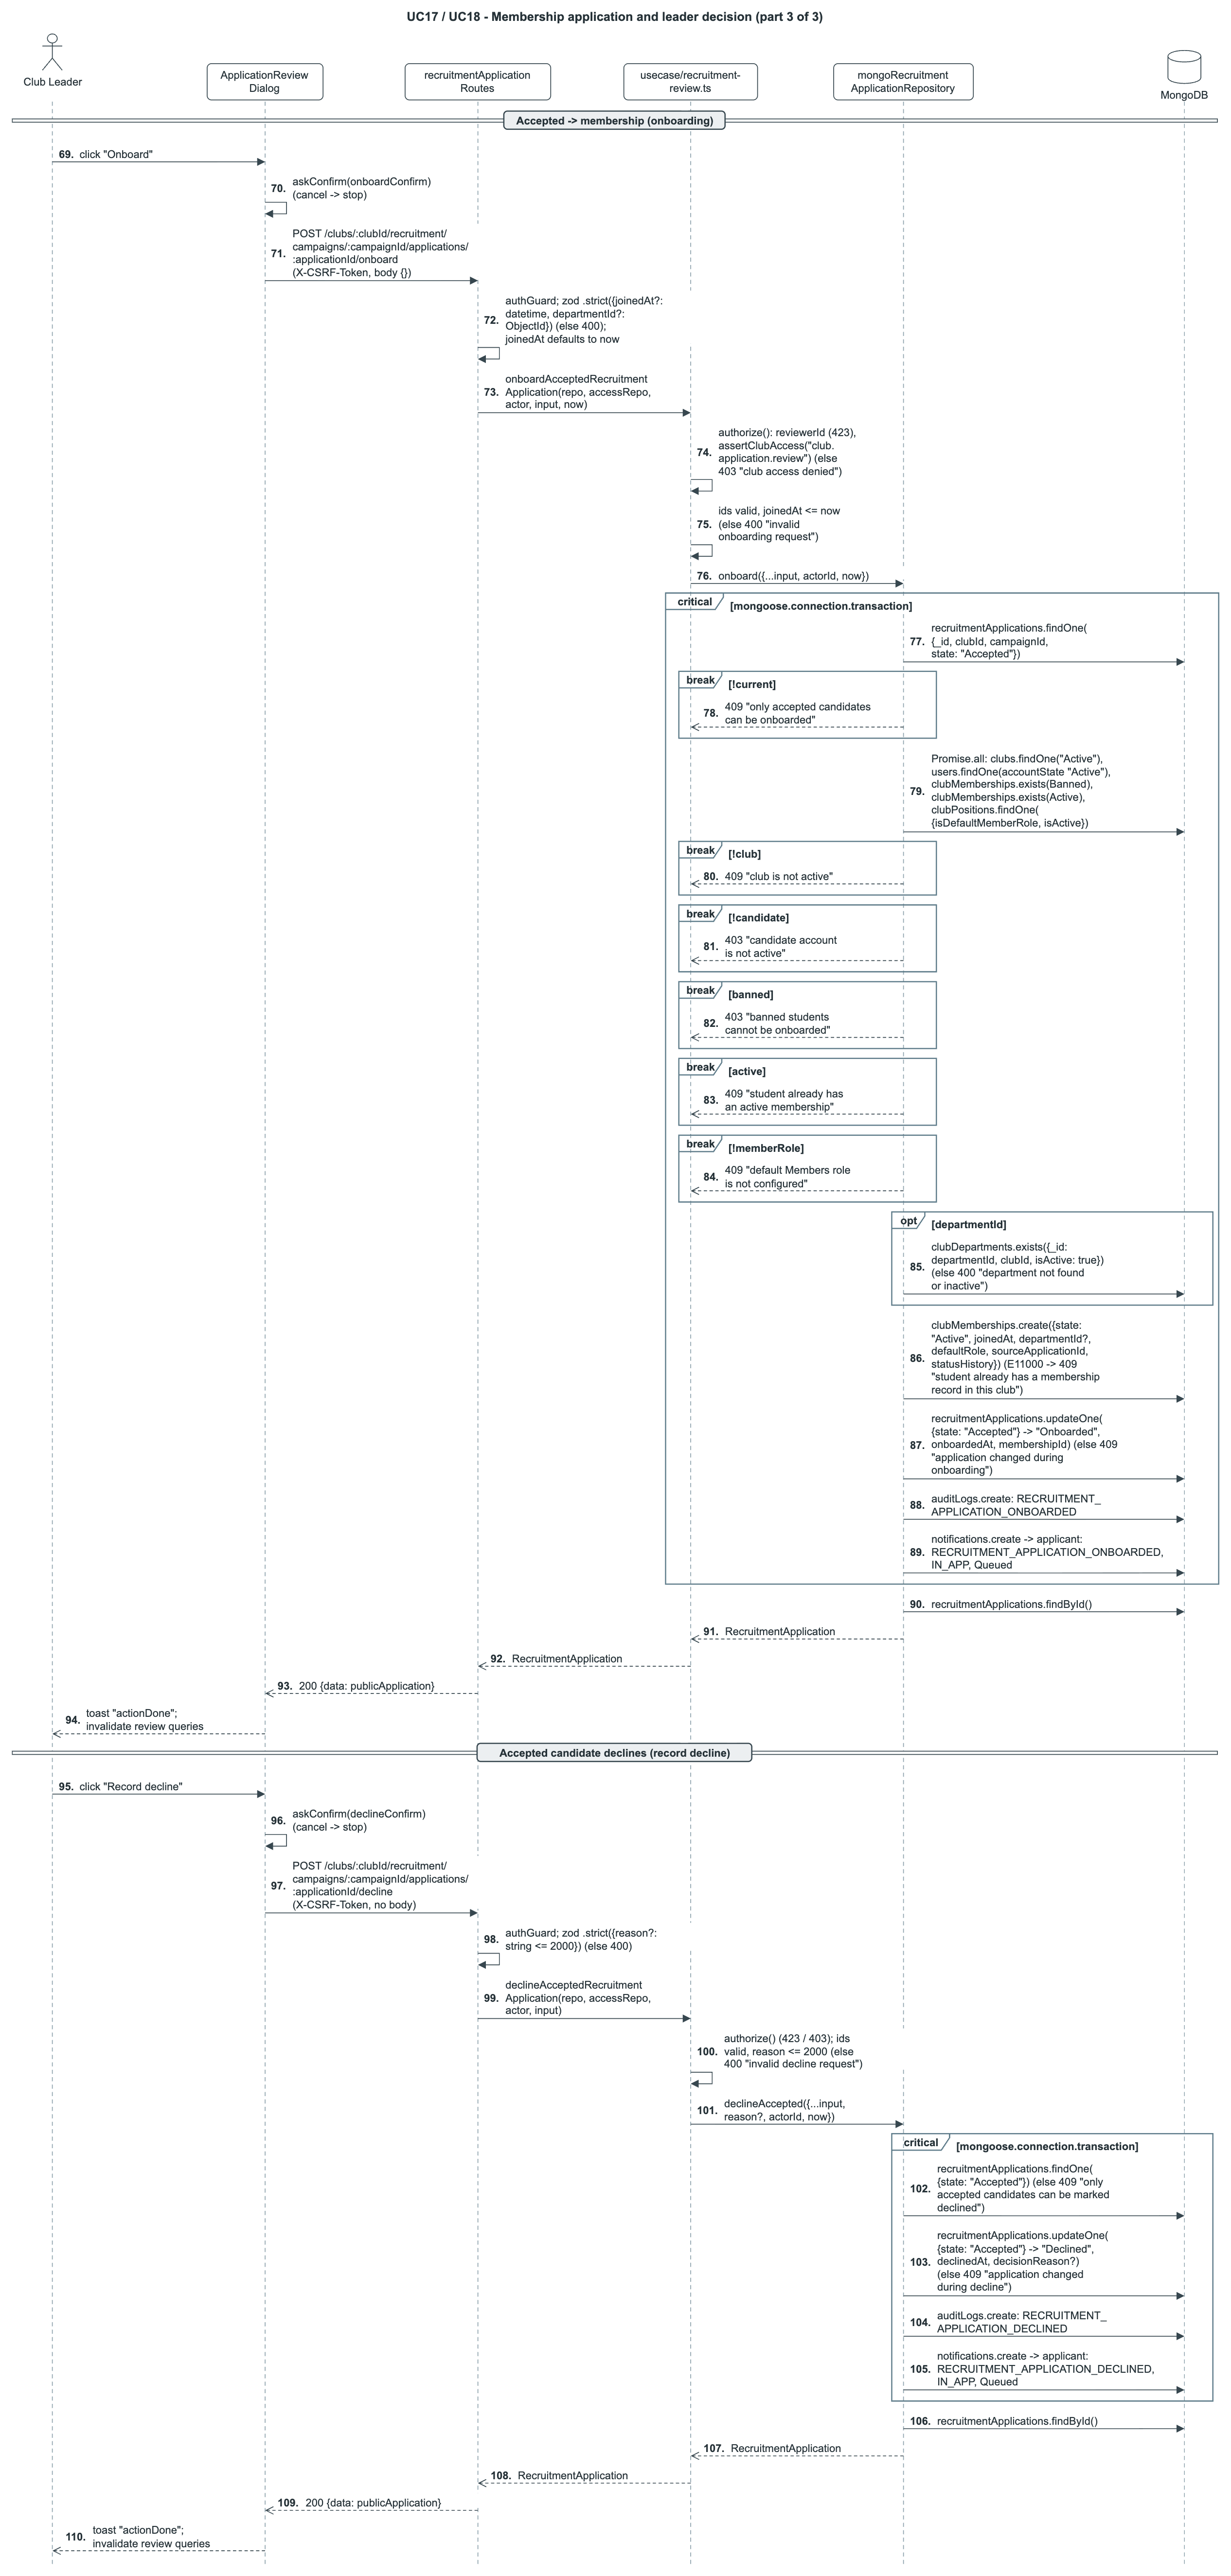 UC17 / UC18 - Membership application and leader decision (part 3 of 3)
Club Leader
ApplicationReview
Dialog
recruitmentApplication
Routes
usecase/recruitment-
review.ts
mongoRecruitment
ApplicationRepository
MongoDB
Accepted -> membership (onboarding)
69. click "Onboard"
70. askConfirm(onboardConfirm)
(cancel -> stop)
71. POST /clubs/:clubId/recruitment/
campaigns/:campaignId/applications/
:applicationId/onboard
(X-CSRF-Token, body {})
72. authGuard; zod .strict({joinedAt?:
datetime, departmentId?:
ObjectId}) (else 400);
joinedAt defaults to now
73. onboardAcceptedRecruitment
Application(repo, accessRepo,
actor, input, now)
74. authorize(): reviewerId (423),
assertClubAccess("club.
application.review") (else
403 "club access denied")
75. ids valid, joinedAt <= now
(else 400 "invalid
onboarding request")
76. onboard({...input, actorId, now})
critical [mongoose.connection.transaction]
77. recruitmentApplications.findOne(
{_id, clubId, campaignId,
state: "Accepted"})
break [!current]
78. 409 "only accepted candidates
can be onboarded"
79. Promise.all: clubs.findOne("Active"),
users.findOne(accountState "Active"),
clubMemberships.exists(Banned),
clubMemberships.exists(Active),
clubPositions.findOne(
{isDefaultMemberRole, isActive})
break [!club]
80. 409 "club is not active"
break [!candidate]
81. 403 "candidate account
is not active"
break [banned]
82. 403 "banned students
cannot be onboarded"
break [active]
83. 409 "student already has
an active membership"
break [!memberRole]
84. 409 "default Members role
is not configured"
opt [departmentId]
85. clubDepartments.exists({_id:
departmentId, clubId, isActive: true})
(else 400 "department not found
or inactive")
86. clubMemberships.create({state:
"Active", joinedAt, departmentId?,
defaultRole, sourceApplicationId,
statusHistory}) (E11000 -> 409
"student already has a membership
record in this club")
87. recruitmentApplications.updateOne(
{state: "Accepted"} -> "Onboarded",
onboardedAt, membershipId) (else 409
"application changed during
onboarding")
88. auditLogs.create: RECRUITMENT_
APPLICATION_ONBOARDED
89. notifications.create -> applicant:
RECRUITMENT_APPLICATION_ONBOARDED,
IN_APP, Queued
90. recruitmentApplications.findById()
91. RecruitmentApplication
92. RecruitmentApplication
93. 200 {data: publicApplication}
94. toast "actionDone";
invalidate review queries
Accepted candidate declines (record decline)
95. click "Record decline"
96. askConfirm(declineConfirm)
(cancel -> stop)
97. POST /clubs/:clubId/recruitment/
campaigns/:campaignId/applications/
:applicationId/decline
(X-CSRF-Token, no body)
98. authGuard; zod .strict({reason?:
string <= 2000}) (else 400)
99. declineAcceptedRecruitment
Application(repo, accessRepo,
actor, input)
100. authorize() (423 / 403); ids
valid, reason <= 2000 (else
400 "invalid decline request")
101. declineAccepted({...input,
reason?, actorId, now})
critical [mongoose.connection.transaction]
102. recruitmentApplications.findOne(
{state: "Accepted"}) (else 409 "only
accepted candidates can be marked
declined")
103. recruitmentApplications.updateOne(
{state: "Accepted"} -> "Declined",
declinedAt, decisionReason?)
(else 409 "application changed
during decline")
104. auditLogs.create: RECRUITMENT_
APPLICATION_DECLINED
105. notifications.create -> applicant:
RECRUITMENT_APPLICATION_DECLINED,
IN_APP, Queued
106. recruitmentApplications.findById()
107. RecruitmentApplication
108. RecruitmentApplication
109. 200 {data: publicApplication}
110. toast "actionDone";
invalidate review queries